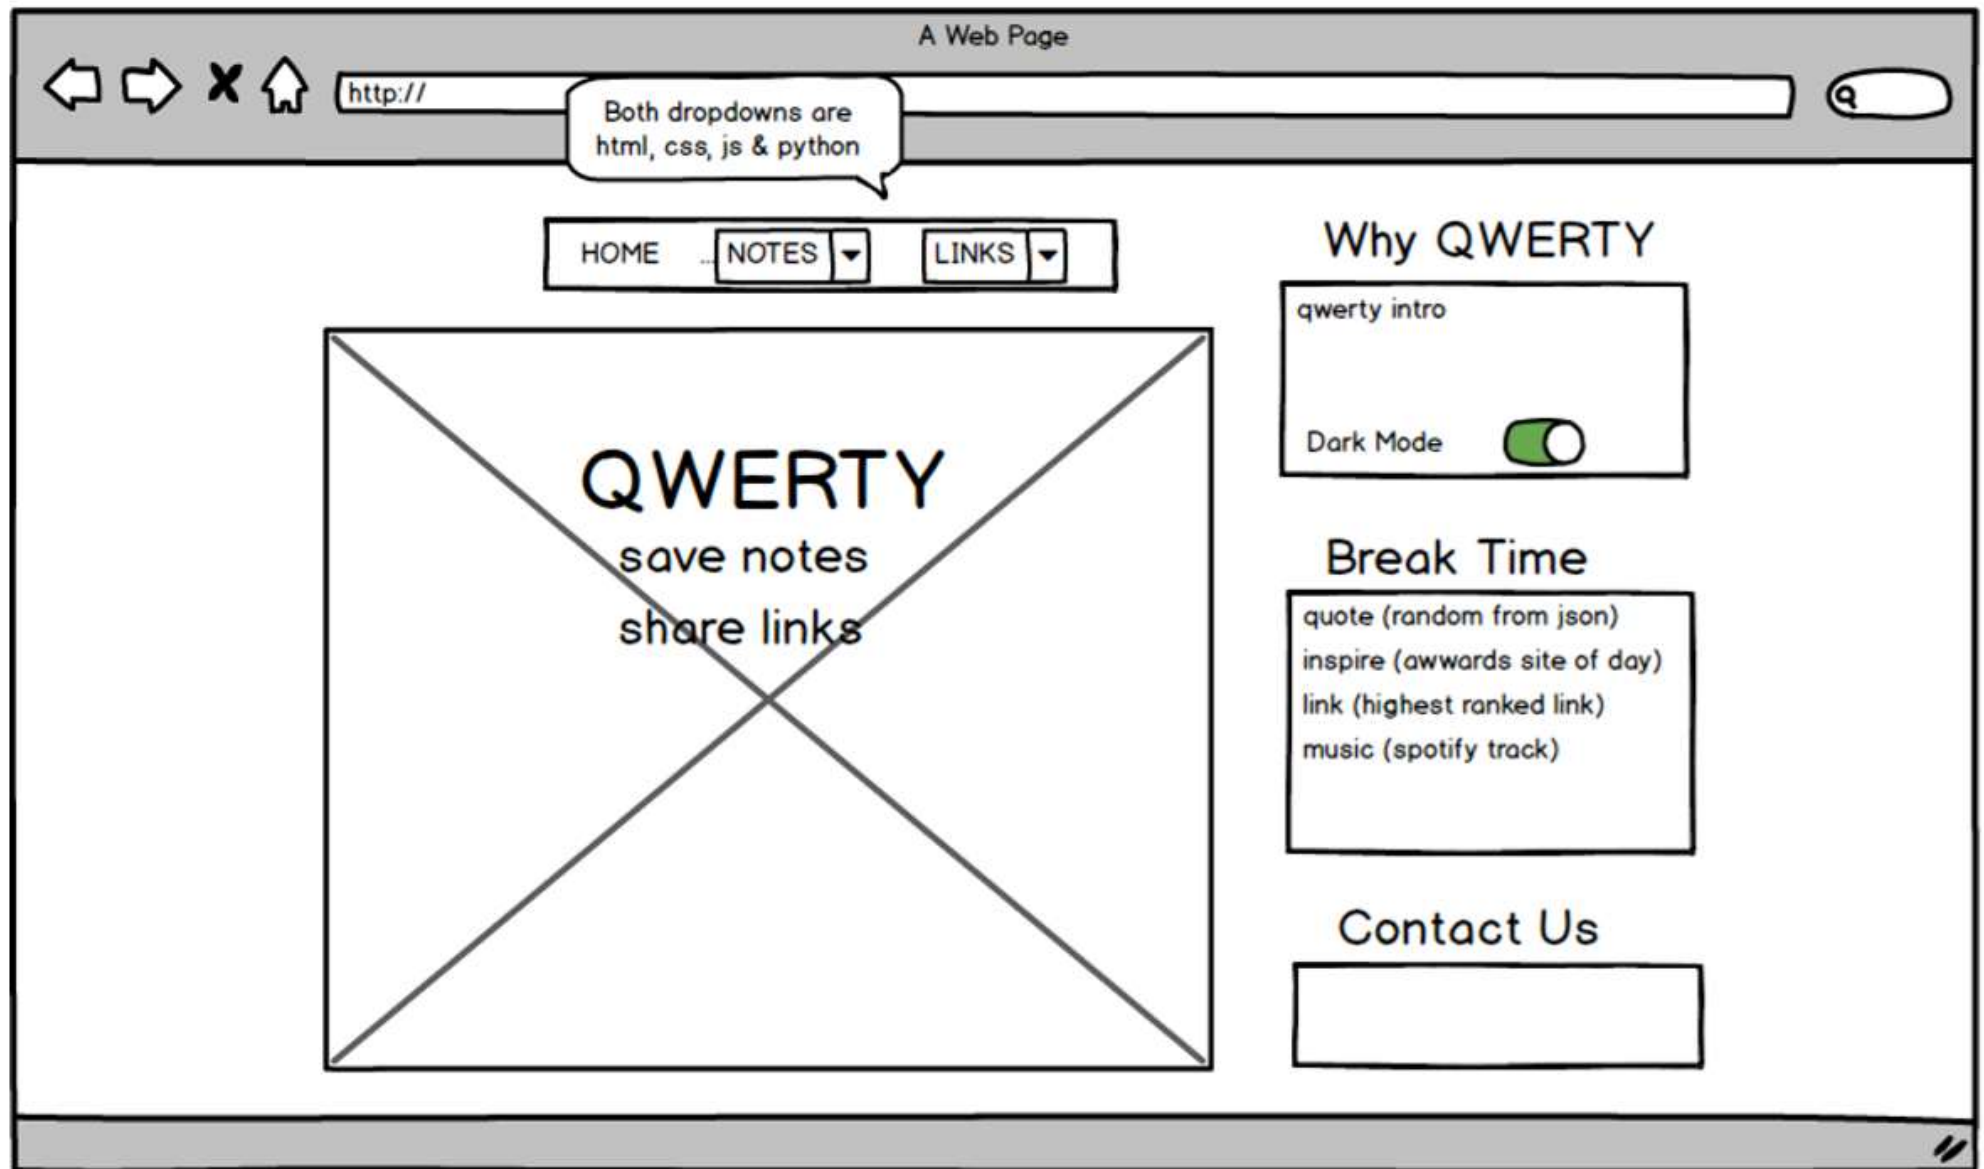 A Web Page
http://
Both dropdowns are
html, css, js & python
HOME ... NOTES LINKS
QWERTY
save notes
share links
Why QWERTY
qwerty intro
Dark Mode
Break Time
quote (random from json)
inspire (awwards site of day)
link (highest ranked link)
music (spotify track)
Contact Us